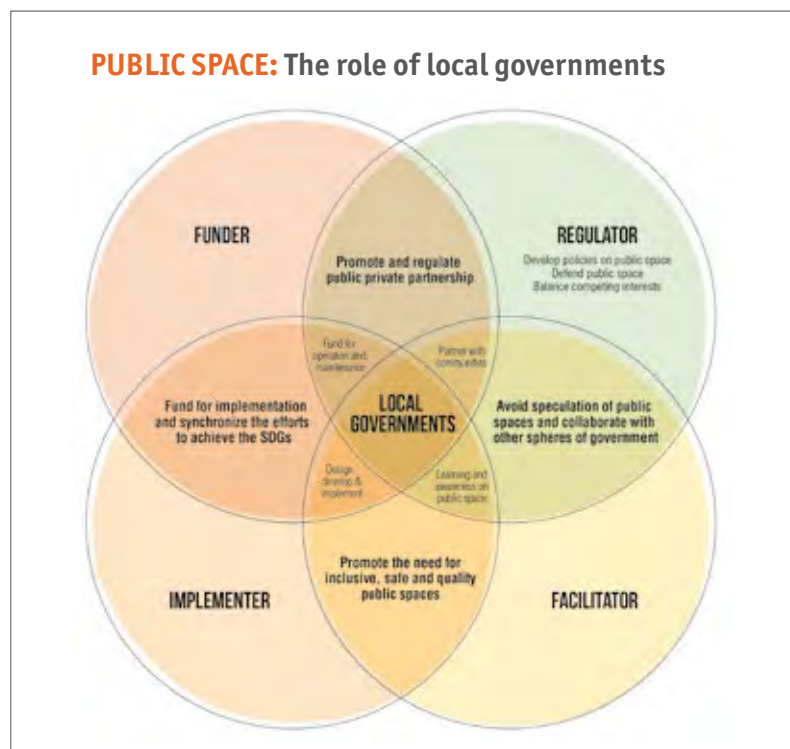 PUBLIC SPACE: The role of local governments
FUNDER
REGULATOR
Develop policies on public space
Defend public space
Balance competing interests
Promote and regulate
public private partnership
Fund for
operation and
maintenance
Partner with
communities
Fund for implementation
and synchronize the efforts
to achieve the SDGs
LOCAL
GOVERNMENTS
Avoid speculation of public
spaces and collaborate with
other spheres of government
Design,
develop &
implement
Learning and
awareness on
public space
Promote the need for
inclusive, safe and quality
public spaces
IMPLEMENTER
FACILITATOR